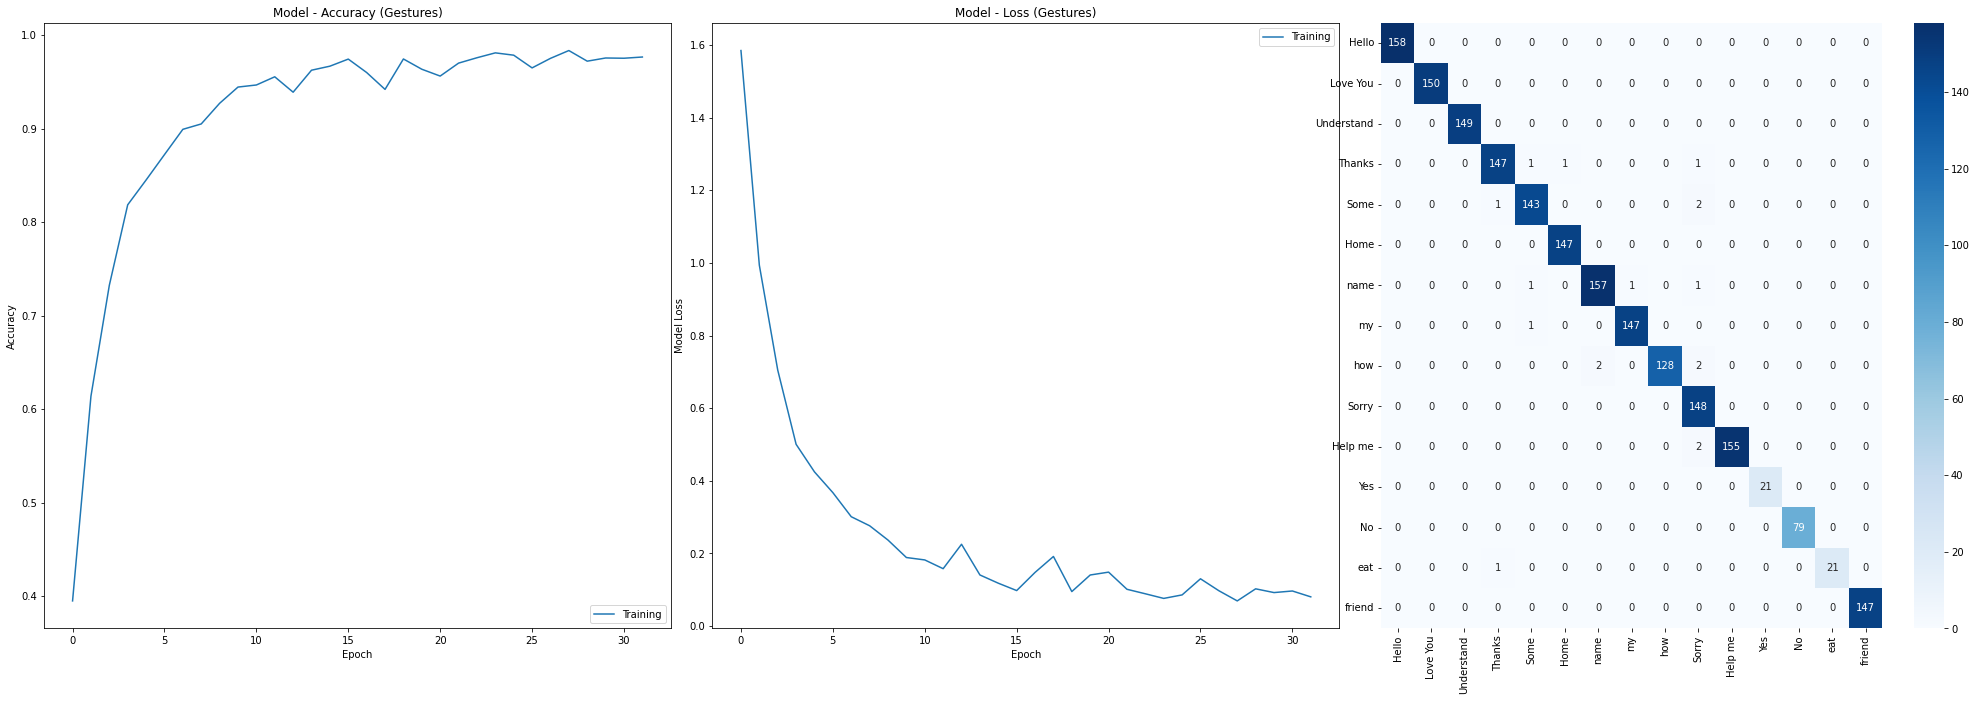 Model - Accuracy (Gestures)
1.0
0.9
0.8
0.7
0.6
0.5
0.4
Accuracy
0 5 10 15 20 25 30
Epoch
Training
Model - Loss (Gestures)
Training
1.6
1.4
1.2
1.0
0.8
0.6
0.4
0.2
0.0
Model Loss
0 5 10 15 20 25 30
Epoch
Hello 158 0 0 0 0 0 0 0 0 0 0 0 0 0 0
Love You 0 150 0 0 0 0 0 0 0 0 0 0 0 0 0
Understand 0 0 149 0 0 0 0 0 0 0 0 0 0 0 0
Thanks 0 0 0 147 1 1 0 0 0 1 0 0 0 0 0
Some 0 0 0 1 143 0 0 0 0 2 0 0 0 0 0
Home 0 0 0 0 0 147 0 0 0 0 0 0 0 0 0
name 0 0 0 0 1 0 157 1 0 1 0 0 0 0 0
my 0 0 0 0 1 0 0 147 0 0 0 0 0 0 0
how 0 0 0 0 0 0 2 0 128 2 0 0 0 0 0
Sorry 0 0 0 0 0 0 0 0 0 148 0 0 0 0 0
Help me 0 0 0 0 0 0 0 0 0 2 155 0 0 0 0
Yes 0 0 0 0 0 0 0 0 0 0 0 21 0 0 0
No 0 0 0 0 0 0 0 0 0 0 0 0 79 0 0
eat 0 0 0 1 0 0 0 0 0 0 0 0 0 21 0
friend 0 0 0 0 0 0 0 0 0 0 0 0 0 0 147
Hello
Love You
Understand
Thanks
Some
Home
name
my
how
Sorry
Help me
Yes
No
eat
friend
140
120
100
80
60
40
20
0